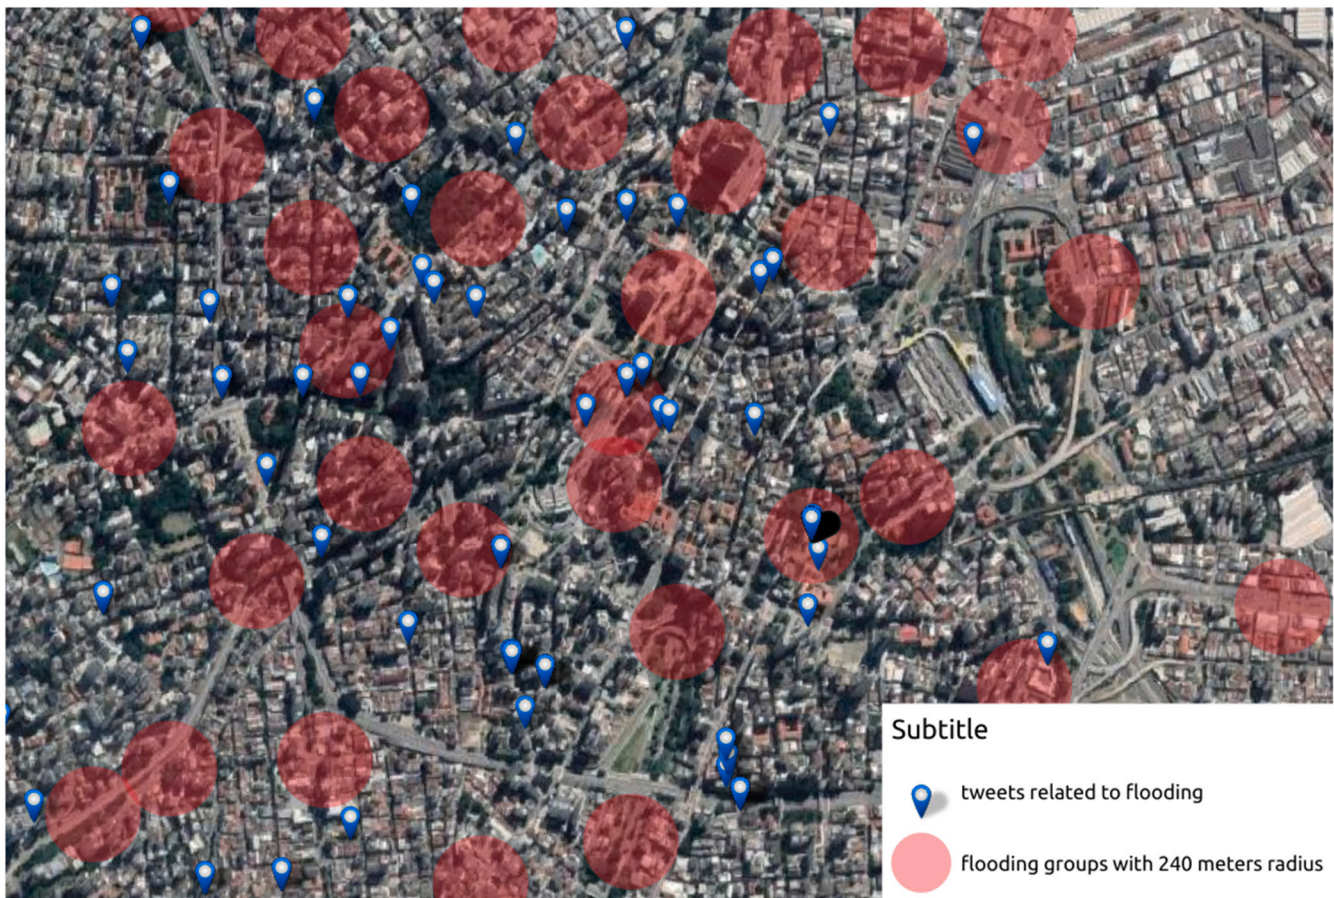 Subtitle
tweets related to flooding
flooding groups with 240 meters radius